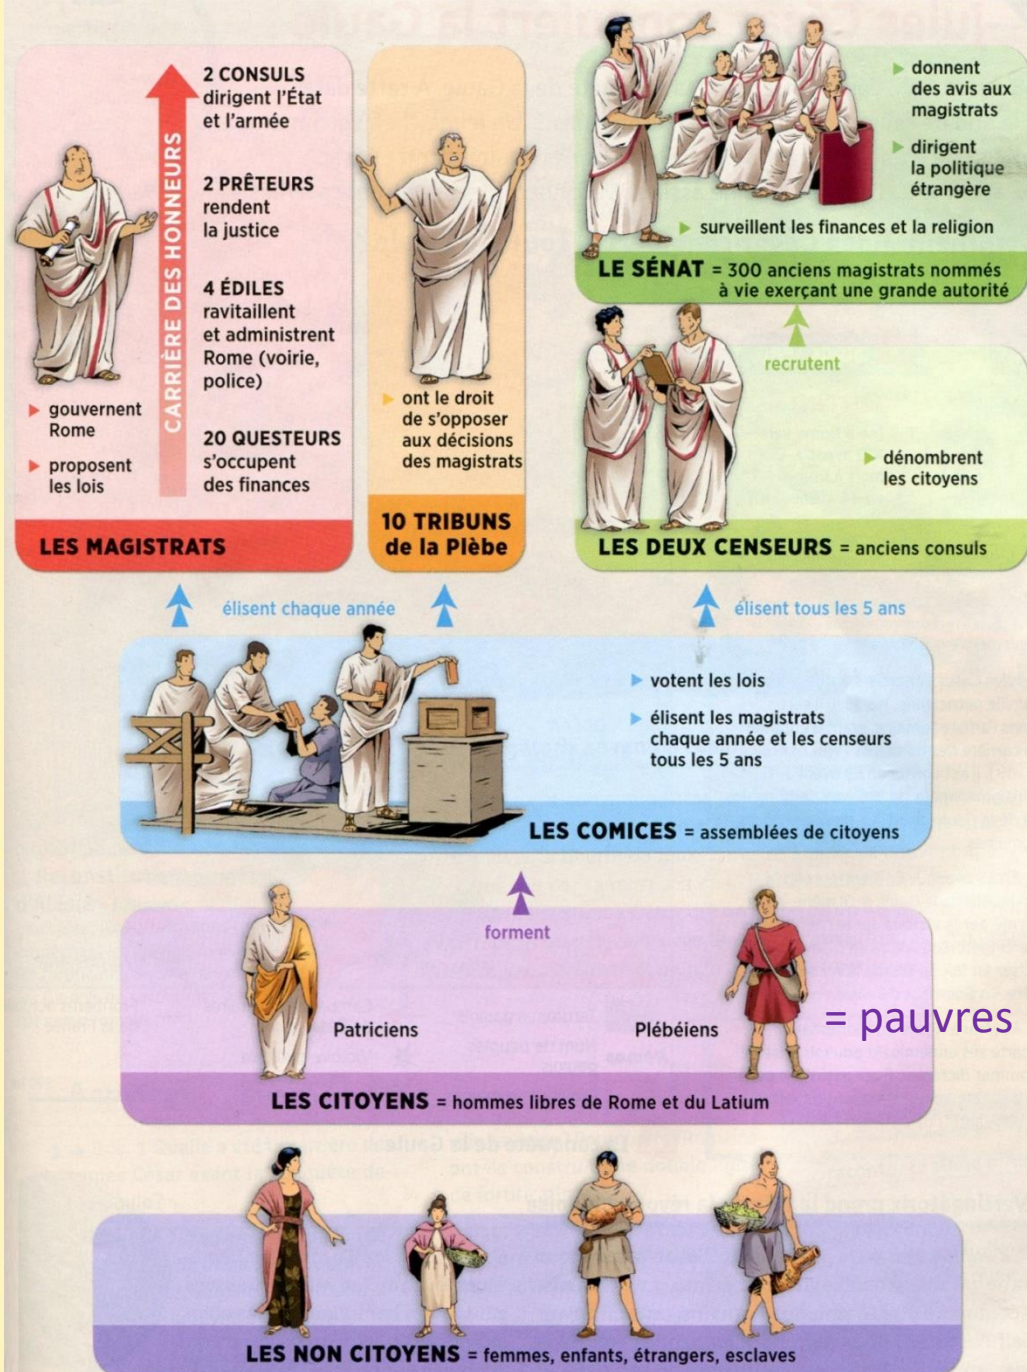 2 CONSULS
dirigent l'État
et l'armée
2 PRÊTEURS
rendent
la justice
4 ÉDILES
ravitaillent
et administrent
Rome (voirie,
police)
20 QUESTEURS
s'occupent
des finances
CARRIÈRE DES HONNEURS
gouvernent
Rome
proposent
les lois
LES MAGISTRATS
ont le droit
de s'opposer
aux décisions
des magistrats
10 TRIBUNS
de la Plèbe
donnent
des avis aux
magistrats
dirigent
la politique
étrangère
surveillent les finances et la religion
LE SÉNAT = 300 anciens magistrats nommés
à vie exerçant une grande autorité
recrutent
dénombrent
les citoyens
LES DEUX CENSEURS = anciens consuls
élisent chaque année
élisent tous les 5 ans
votent les lois
élisent les magistrats
chaque année et les censeurs
tous les 5 ans
LES COMICES = assemblées de citoyens
forment
Patriciens
Plébéiens
= pauvres
LES CITOYENS = hommes libres de Rome et du Latium
LES NON CITOYENS = femmes, enfants, étrangers, esclaves